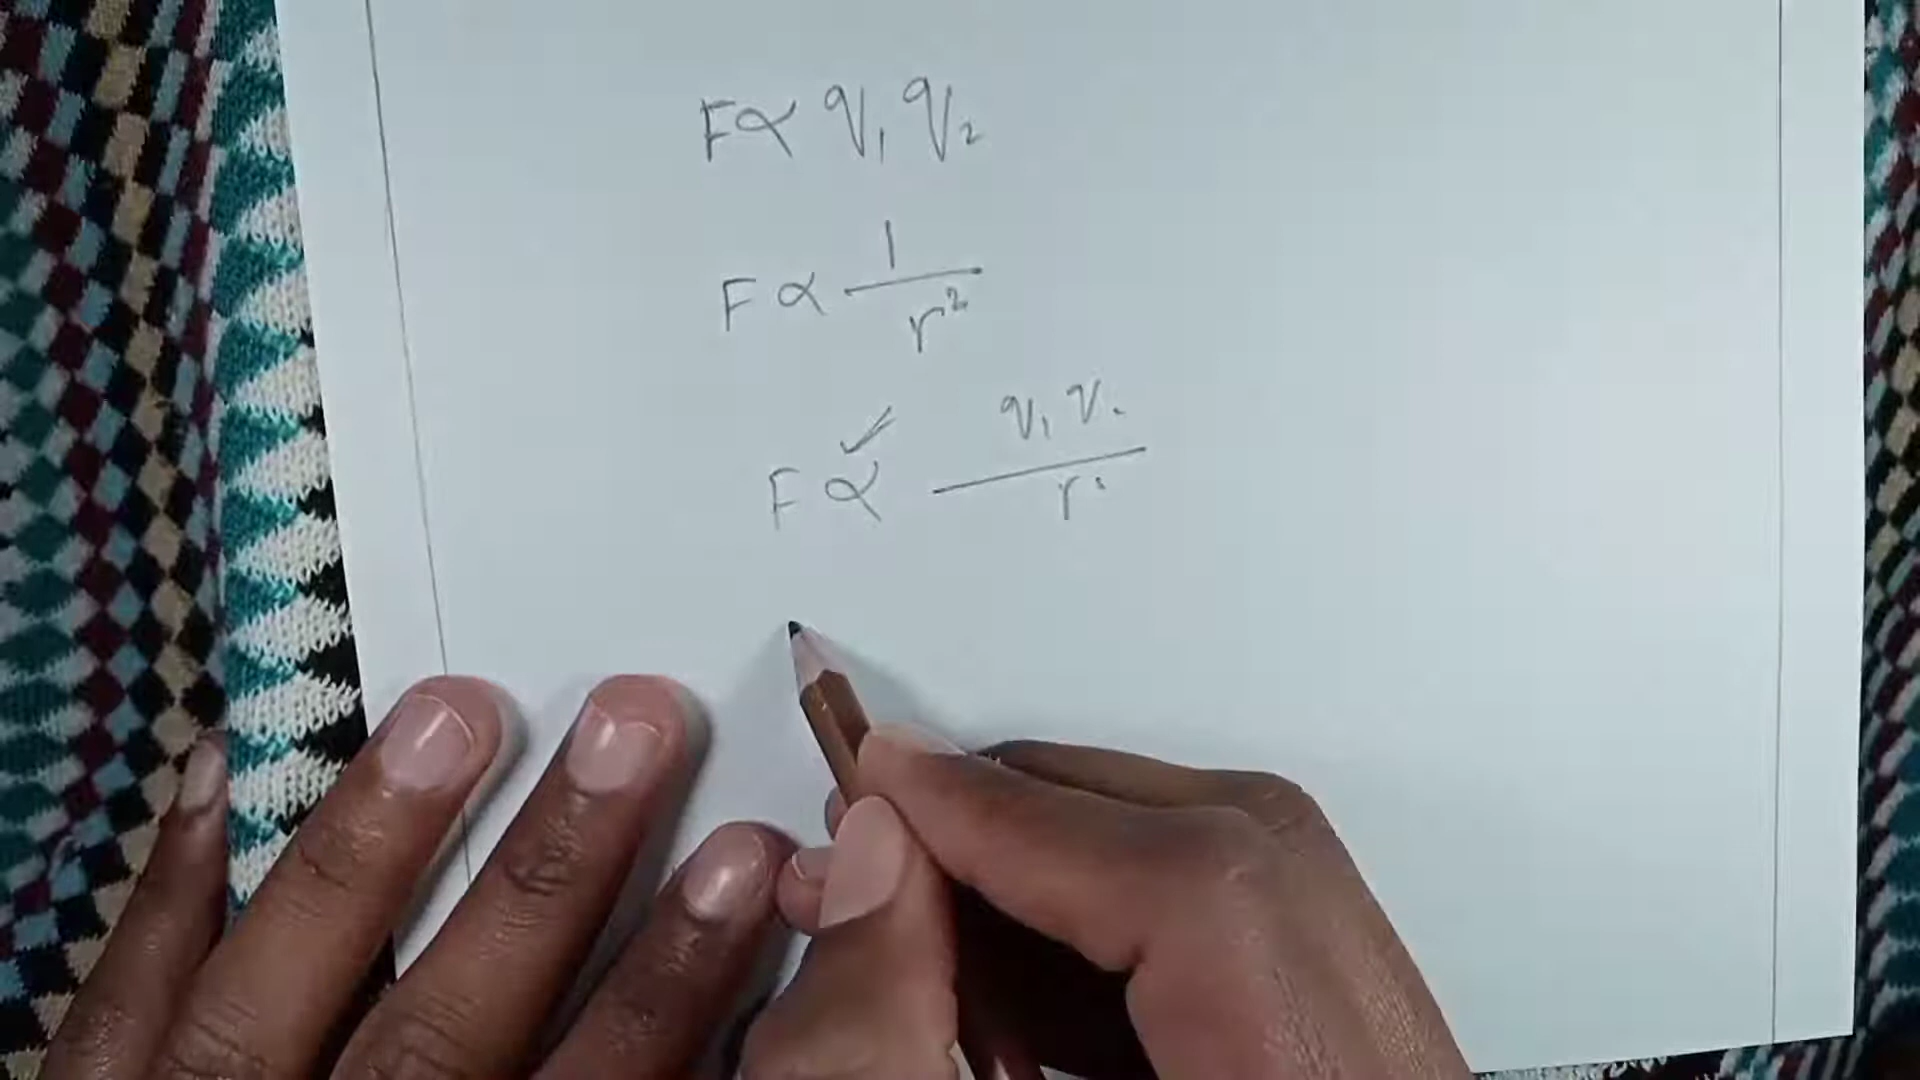 F ∝ q₁ q₂
F ∝ 1/r²
F ∝ q₁ q₂/r²